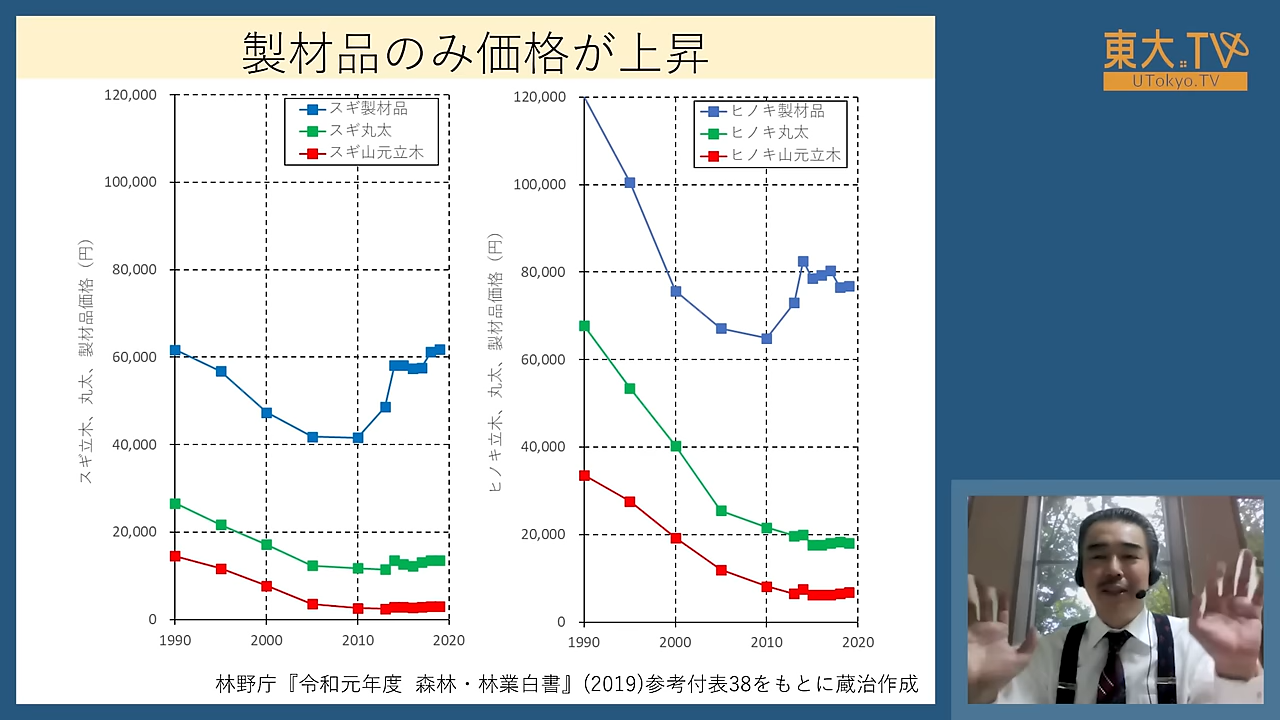 製材品のみ価格が上昇
東大TV
UTokyo.TV
スギ立木、丸太、製材品価格（円）
120,000
100,000
80,000
60,000
40,000
20,000
0
1990 2000 2010 2020
スギ製材品
スギ丸太
スギ山元立木
ヒノキ立木、丸太、製材品価格（円）
120,000
100,000
80,000
60,000
40,000
20,000
0
1990 2000 2010 2020
ヒノキ製材品
ヒノキ丸太
ヒノキ山元立木
林野庁『令和元年度 森林・林業白書』(2019)参考付表38をもとに蔵治作成